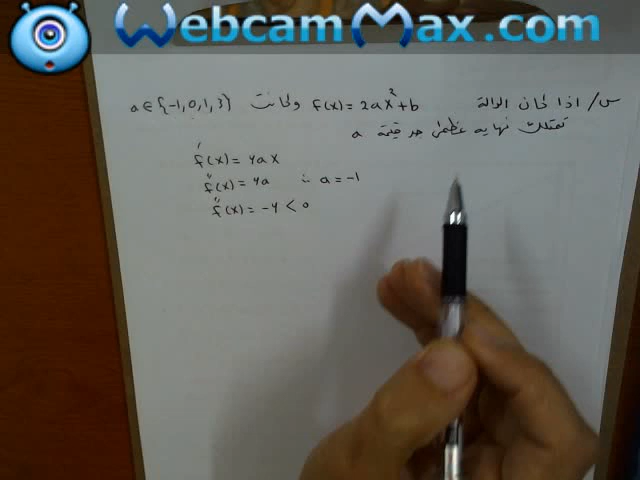 WebcamMax.com
س/ اذا كان الدالة f(x) = 2ax² + b وكانت a ∈ {-1, 0, 1, 3}
تمتلك نهاية عظمى جد قيمة a
f′(x) = 4ax
f″(x) = 4a ∴ a = -1
f″(x) = -4 < 0